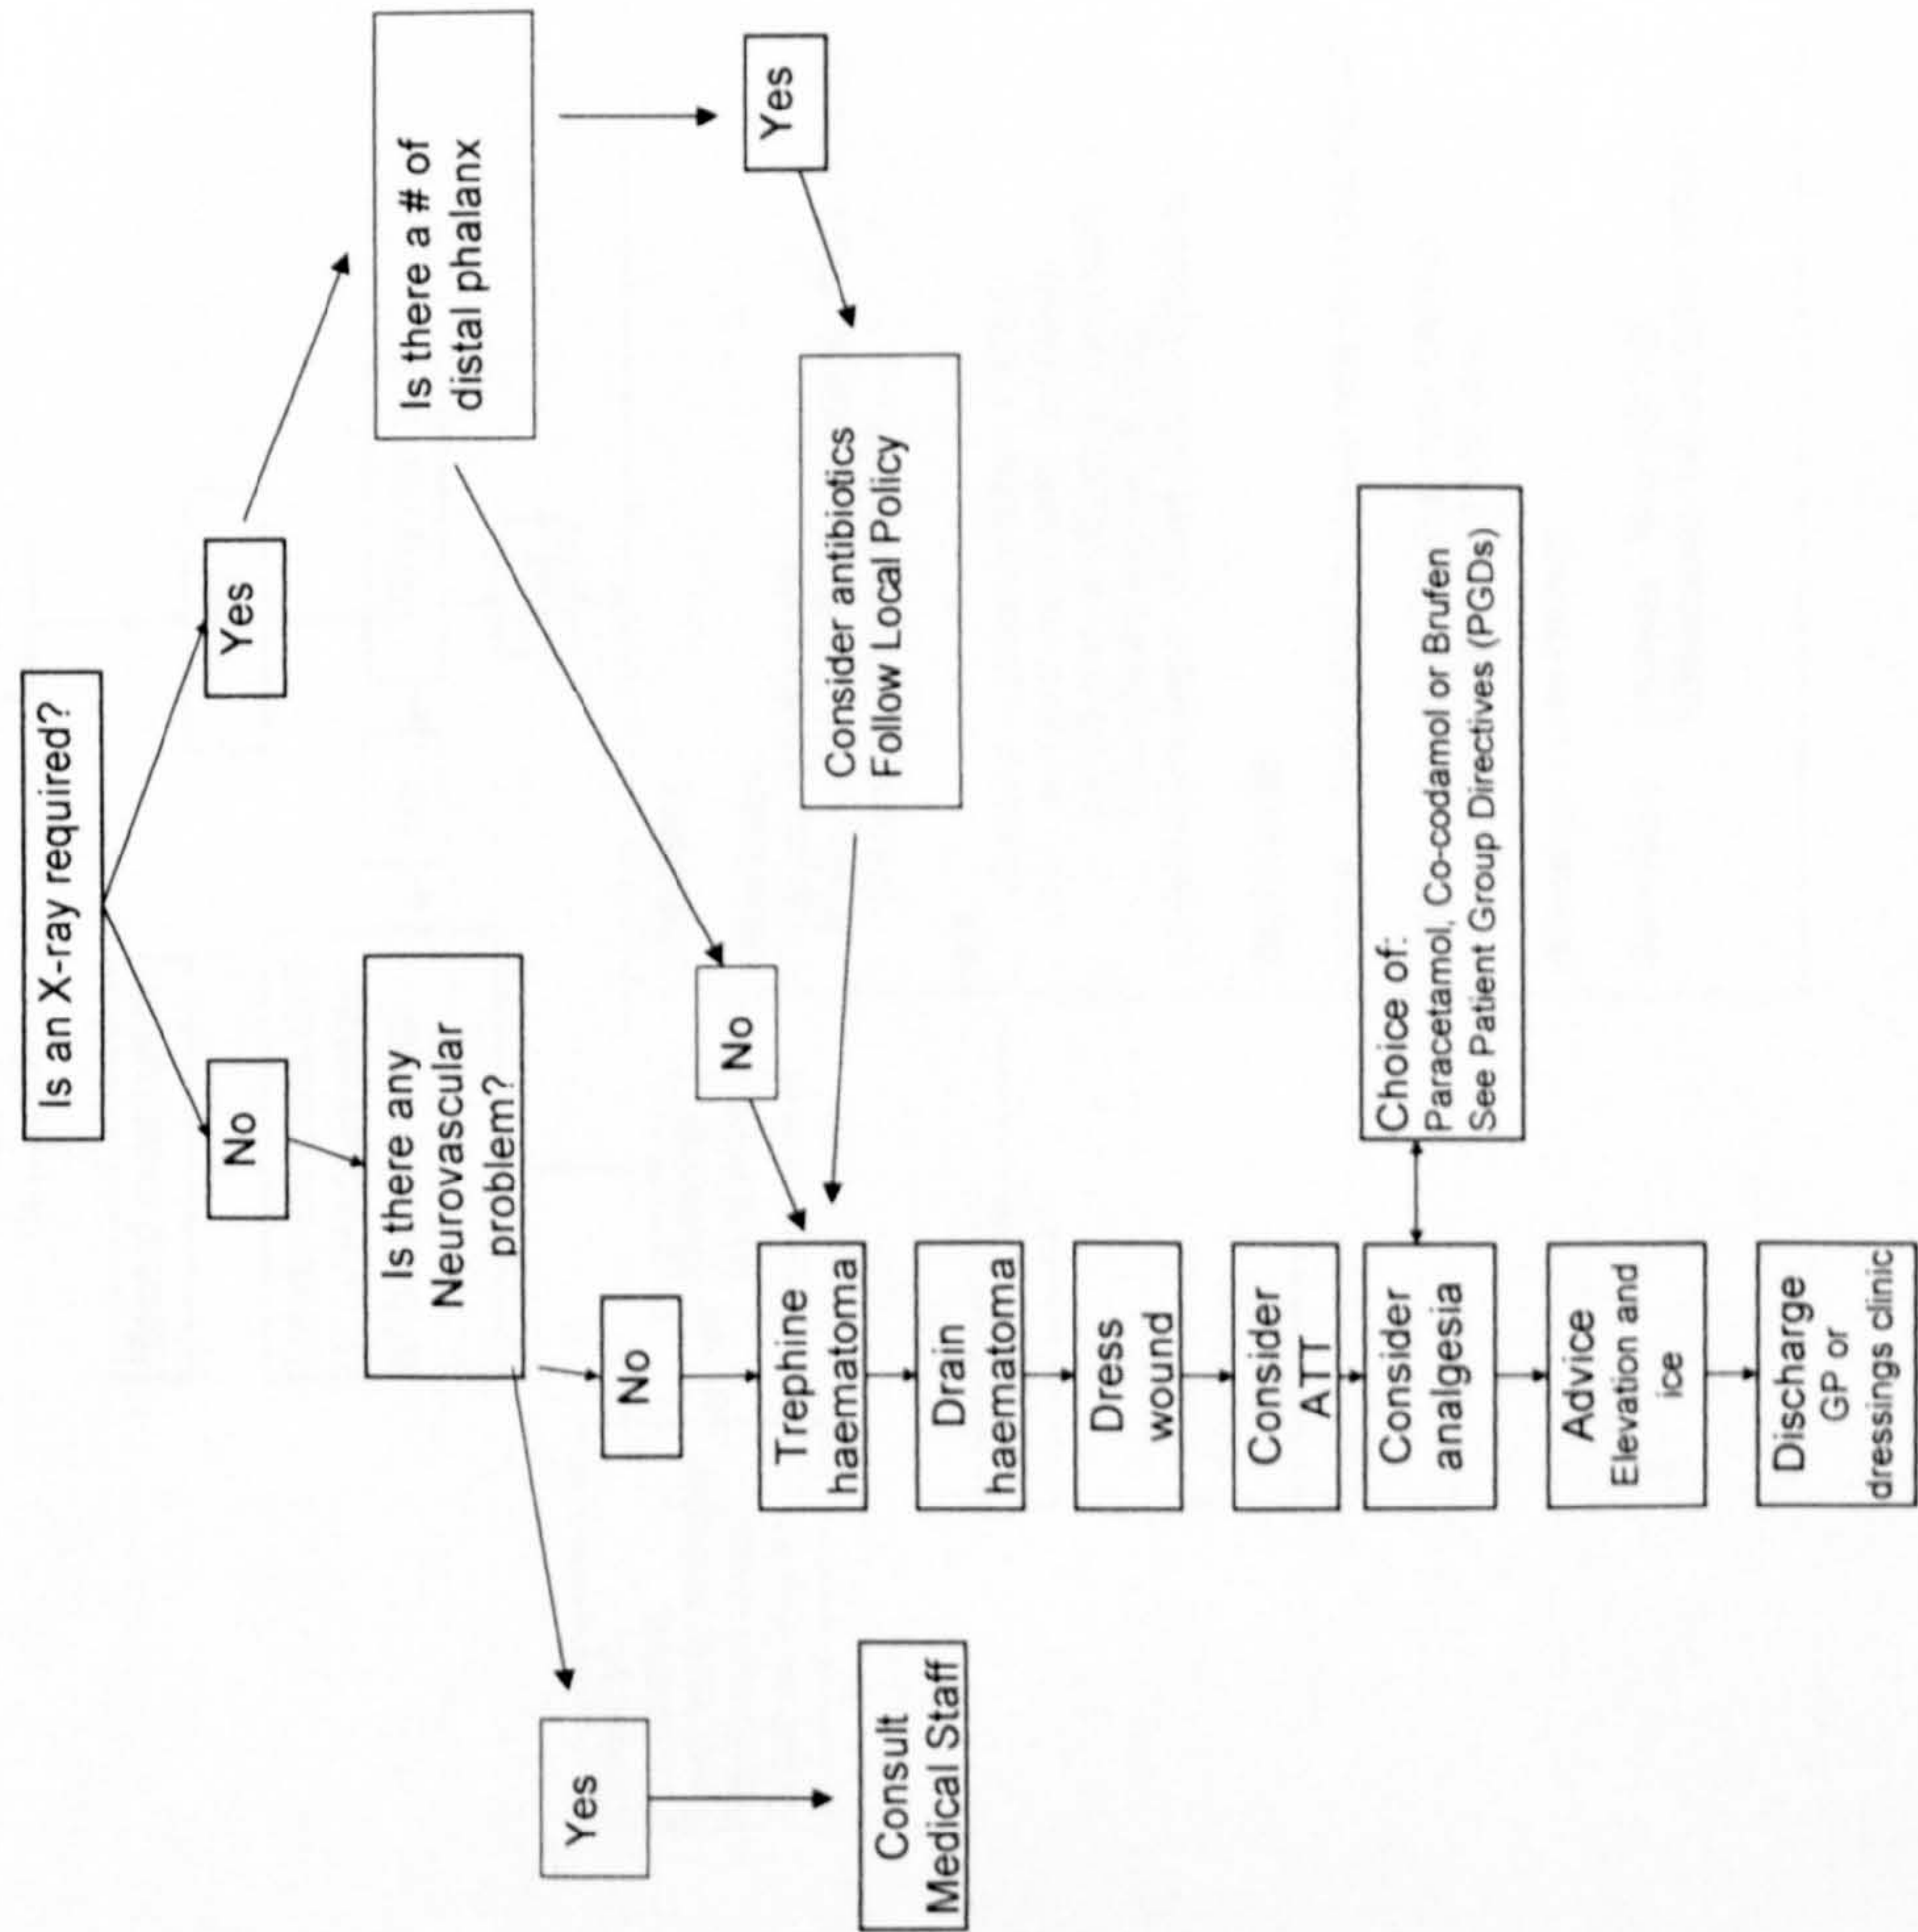 Is an X-ray required?
No
Yes
Is there any
Neurovascular
problem?
Is there a # of
distal phalanx
Yes
No
No
Yes
Consult
Medical Staff
Trephine
haematoma
Consider antibiotics
Follow Local Policy
Drain
haematoma
Dress
wound
Consider
ATT
Consider
analgesia
Choice of:
Paracetamol, Co-codamol or Brufen
See Patient Group Directives (PGDs)
Advice
Elevation and
ice
Discharge
GP or
dressings clinic